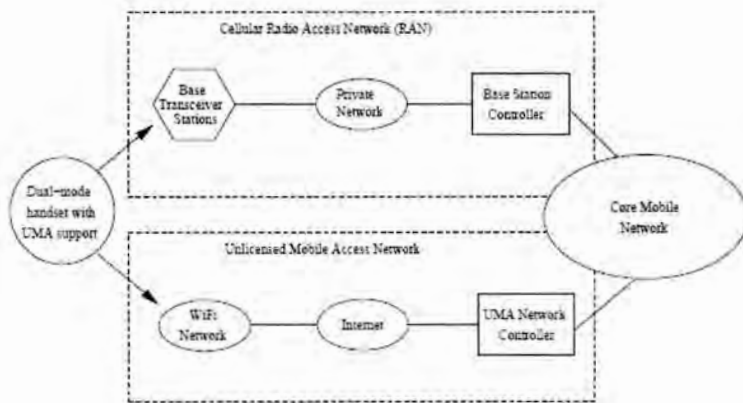 Cellular Radio Access Network (RAN)
Base
Transceiver
Stations
Private
Network
Base Station
Controller
Dual-mode
handset with
UMA support
Core Mobile
Network
Unlicensed Mobile Access Network
WiFi
Network
Internet
UMA Network
Controller